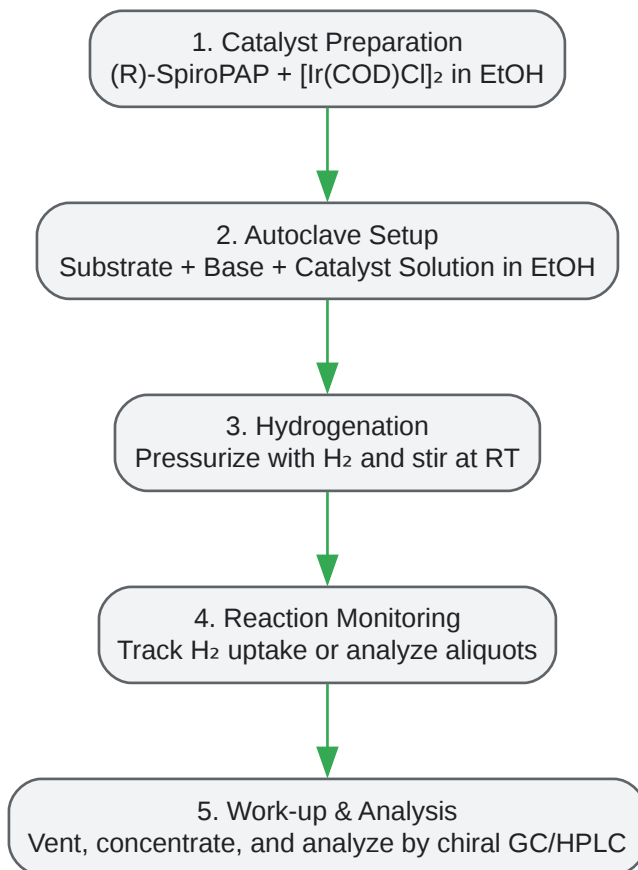 1. Catalyst Preparation
(R)-SpiroPAP + [Ir(COD)Cl]₂ in EtOH
2. Autoclave Setup
Substrate + Base + Catalyst Solution in EtOH
3. Hydrogenation
Pressurize with H₂ and stir at RT
4. Reaction Monitoring
Track H₂ uptake or analyze aliquots
5. Work-up & Analysis
Vent, concentrate, and analyze by chiral GC/HPLC